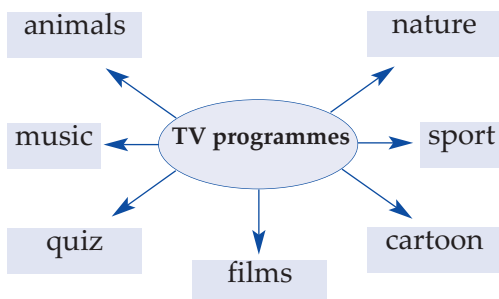 animals
nature
music
TV programmes
sport
quiz
cartoon
films